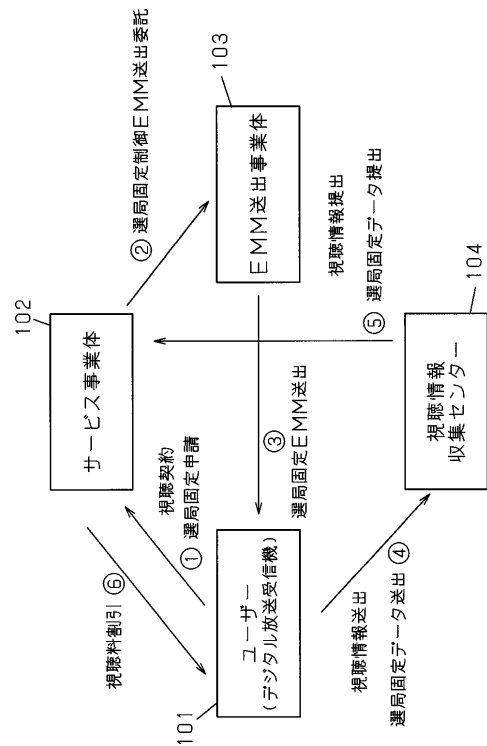 102
サービス事業体
② 選局固定制御EMM送出委託
103
EMM送出事業体
視聴料割引 ⑥
視聴契約
① 選局固定申請
③
選局固定EMM送出
視聴情報提出
⑤ 選局固定データ提出
101
ユーザー
(デジタル放送受信機)
視聴情報送出
選局固定データ送出 ④
104
視聴情報
収集センター